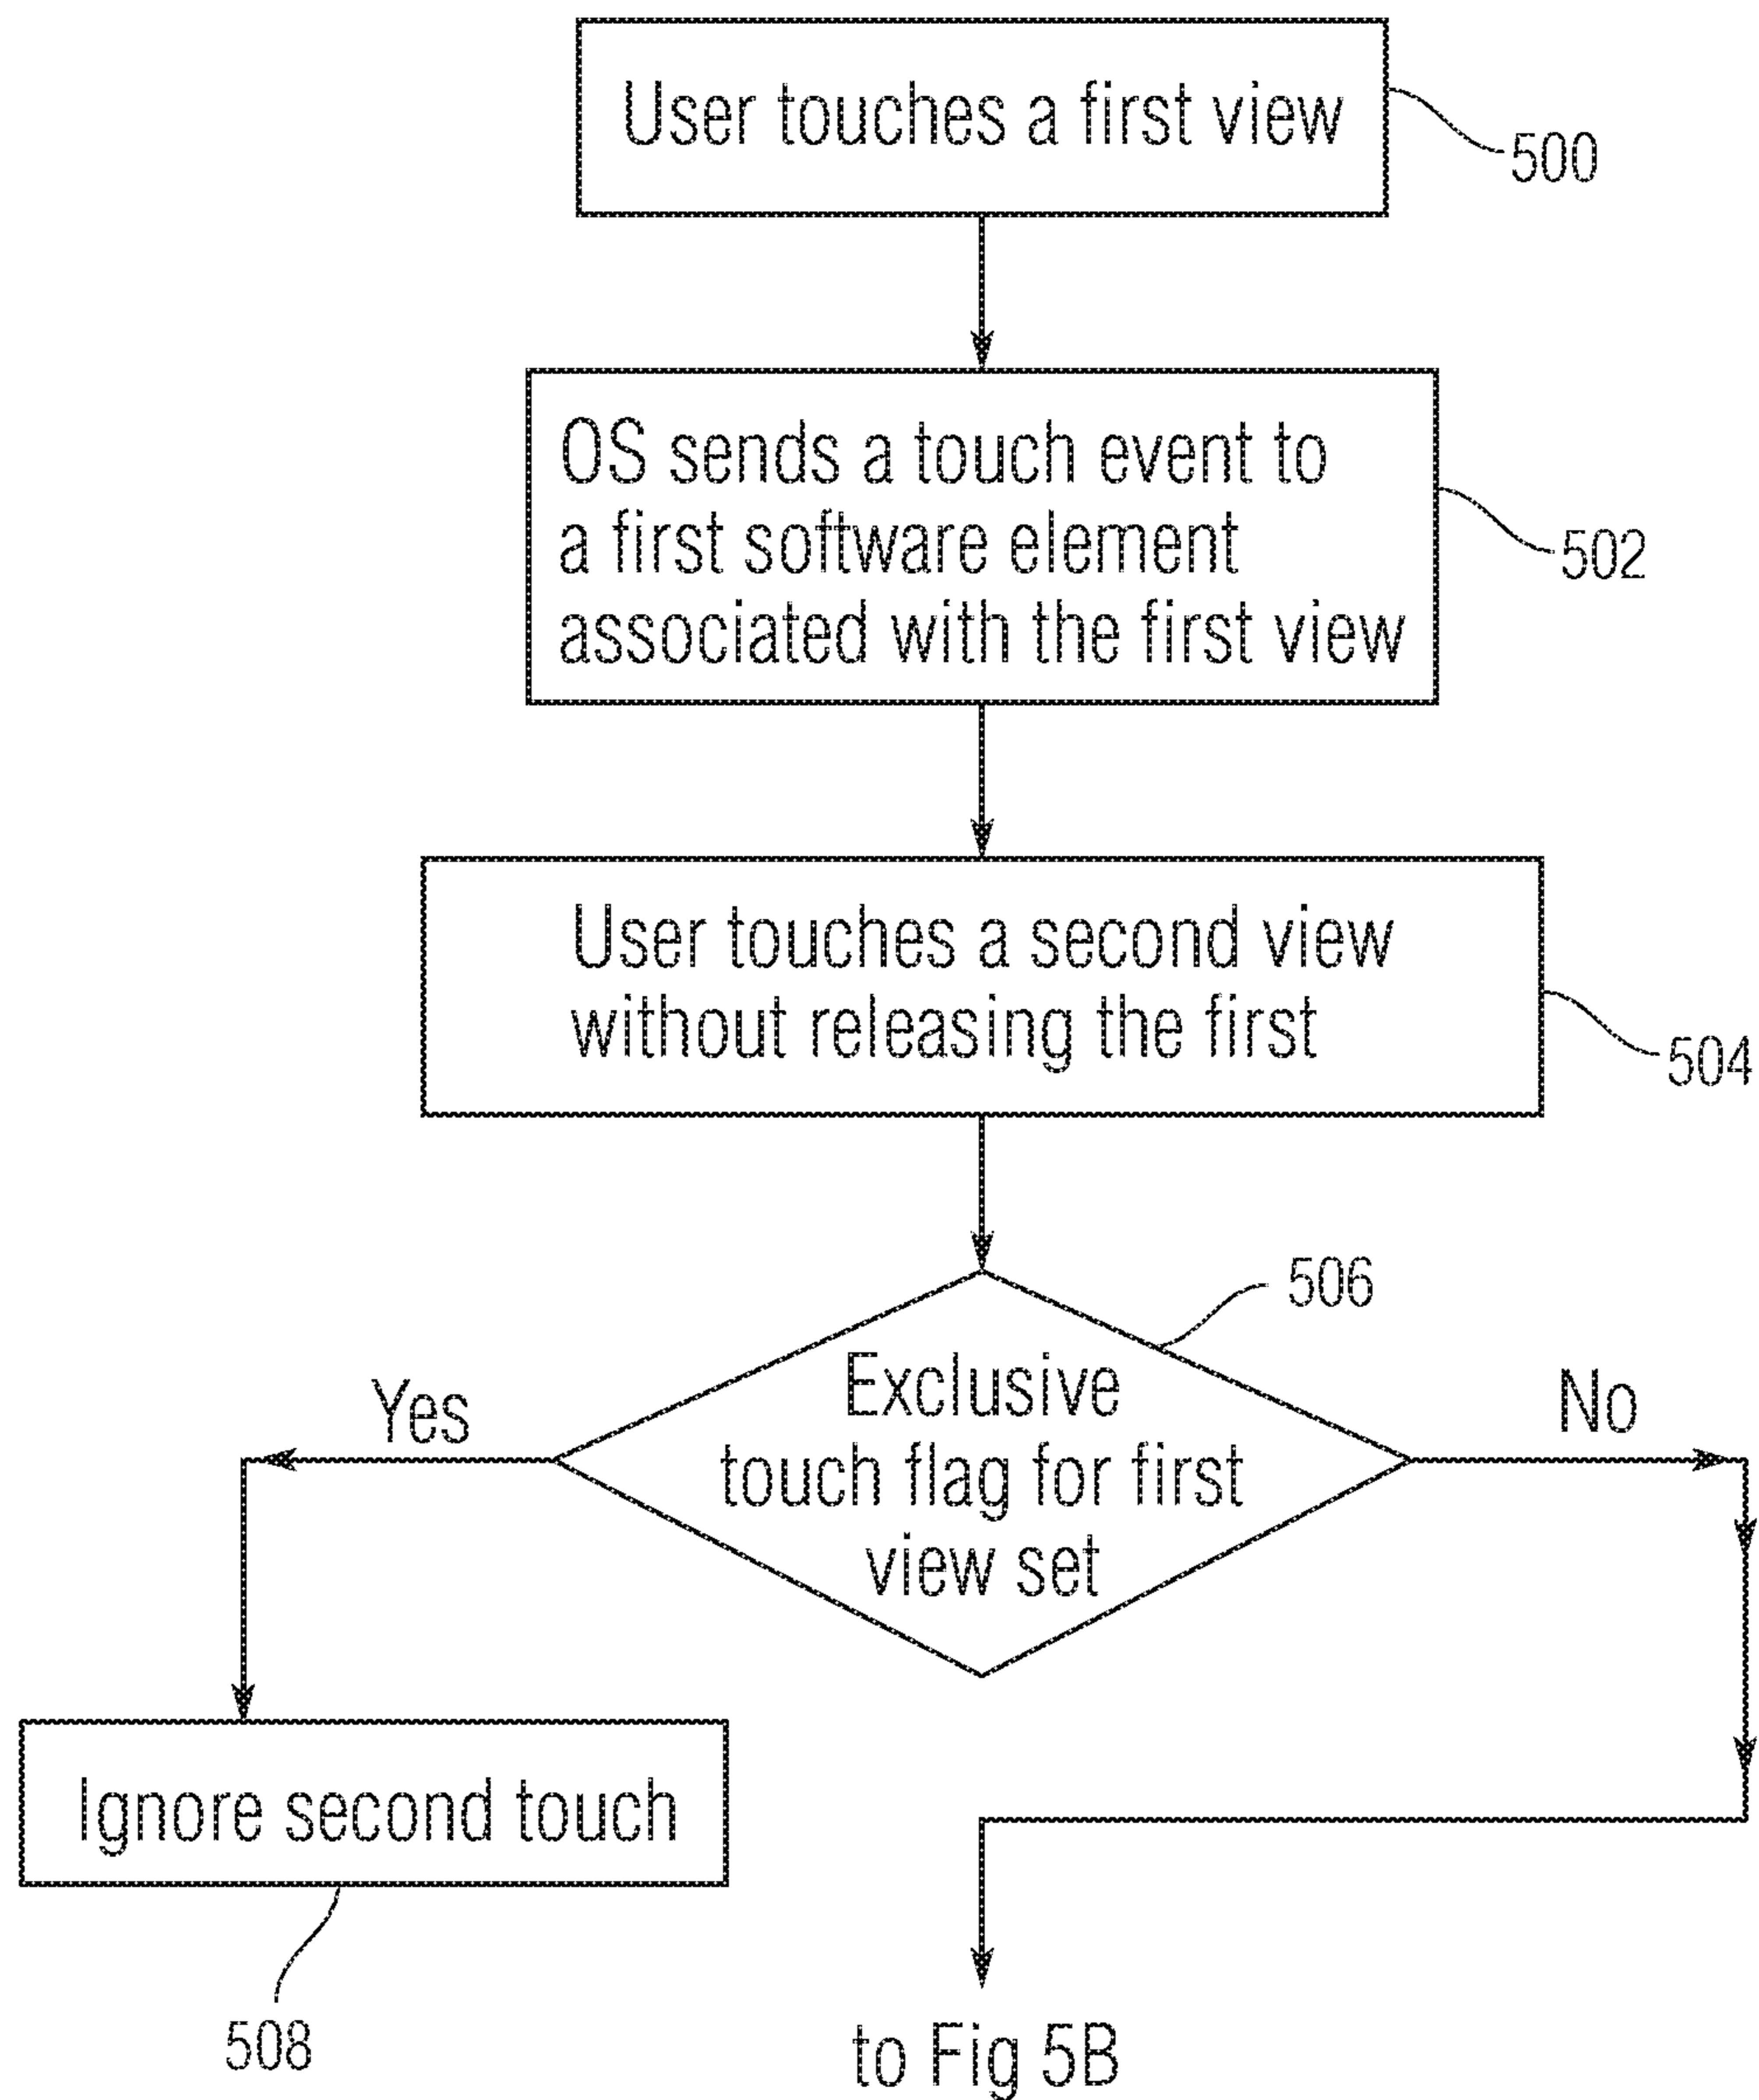 User touches a first view
500
OS sends a touch event to
a first software element
associated with the first view
502
User touches a second view
without releasing the first
504
506
Exclusive
touch flag for first
view set
Yes
No
Ignore second touch
508
to Fig 5B